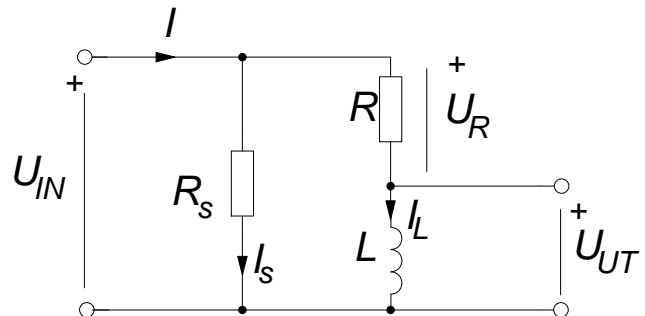 I
+
+
R
U_R
U_IN
R_s
I_L
+
L
I_s
U_UT